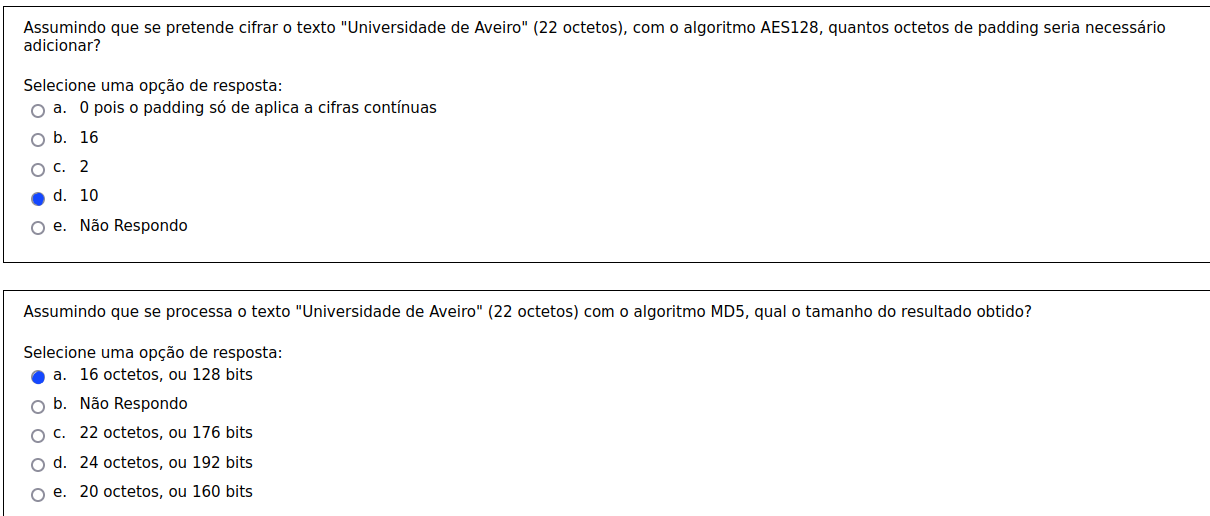 Assumindo que se pretende cifrar o texto "Universidade de Aveiro" (22 octetos), com o algoritmo AES128, quantos octetos de padding seria necessário
adicionar?
Selecione uma opção de resposta:
a. 0 pois o padding só de aplica a cifras contínuas
b. 16
c. 2
d. 10
e. Não Respondo
Assumindo que se processa o texto "Universidade de Aveiro" (22 octetos) com o algoritmo MD5, qual o tamanho do resultado obtido?
Selecione uma opção de resposta:
a. 16 octetos, ou 128 bits
b. Não Respondo
c. 22 octetos, ou 176 bits
d. 24 octetos, ou 192 bits
e. 20 octetos, ou 160 bits